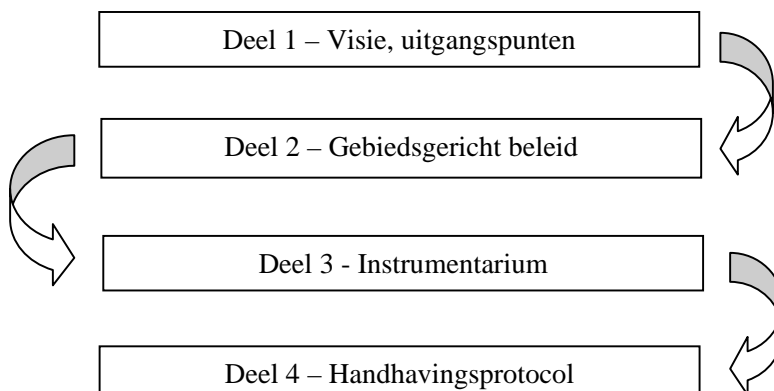 Deel 1 – Visie, uitgangspunten
Deel 2 – Gebiedsgericht beleid
Deel 3 - Instrumentarium
Deel 4 – Handhavingsprotocol